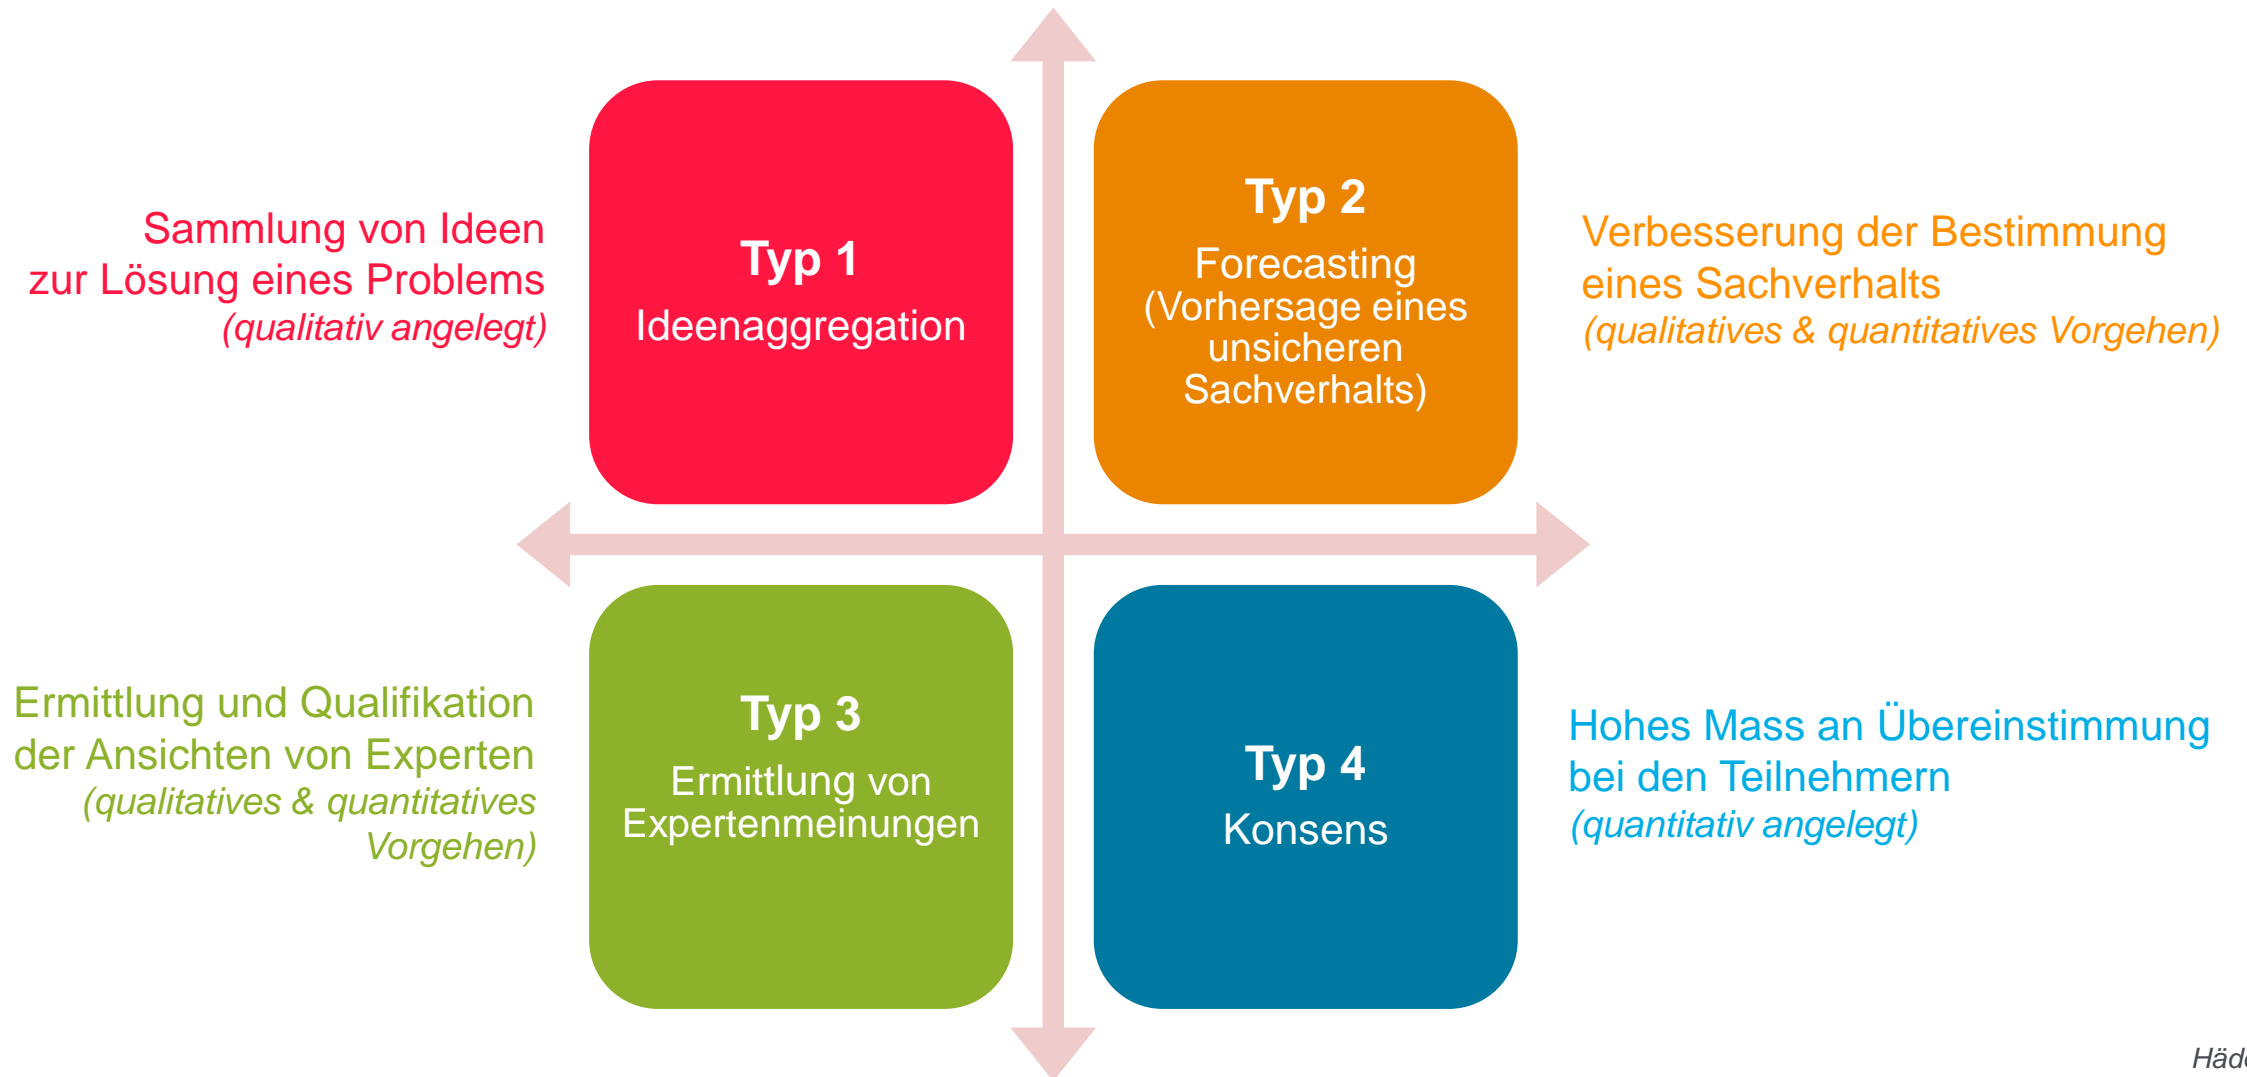 Sammlung von Ideen
zur Lösung eines Problems
(qualitativ angelegt)
Typ 1
Ideenaggregation
Typ 2
Forecasting
(Vorhersage eines
unsicheren
Sachverhalts)
Verbesserung der Bestimmung
eines Sachverhalts
(qualitatives & quantitatives Vorgehen)
Ermittlung und Qualifikation
der Ansichten von Experten
(qualitatives & quantitatives
Vorgehen)
Typ 3
Ermittlung von
Expertenmeinungen
Typ 4
Konsens
Hohes Mass an Übereinstimmung
bei den Teilnehmern
(quantitativ angelegt)